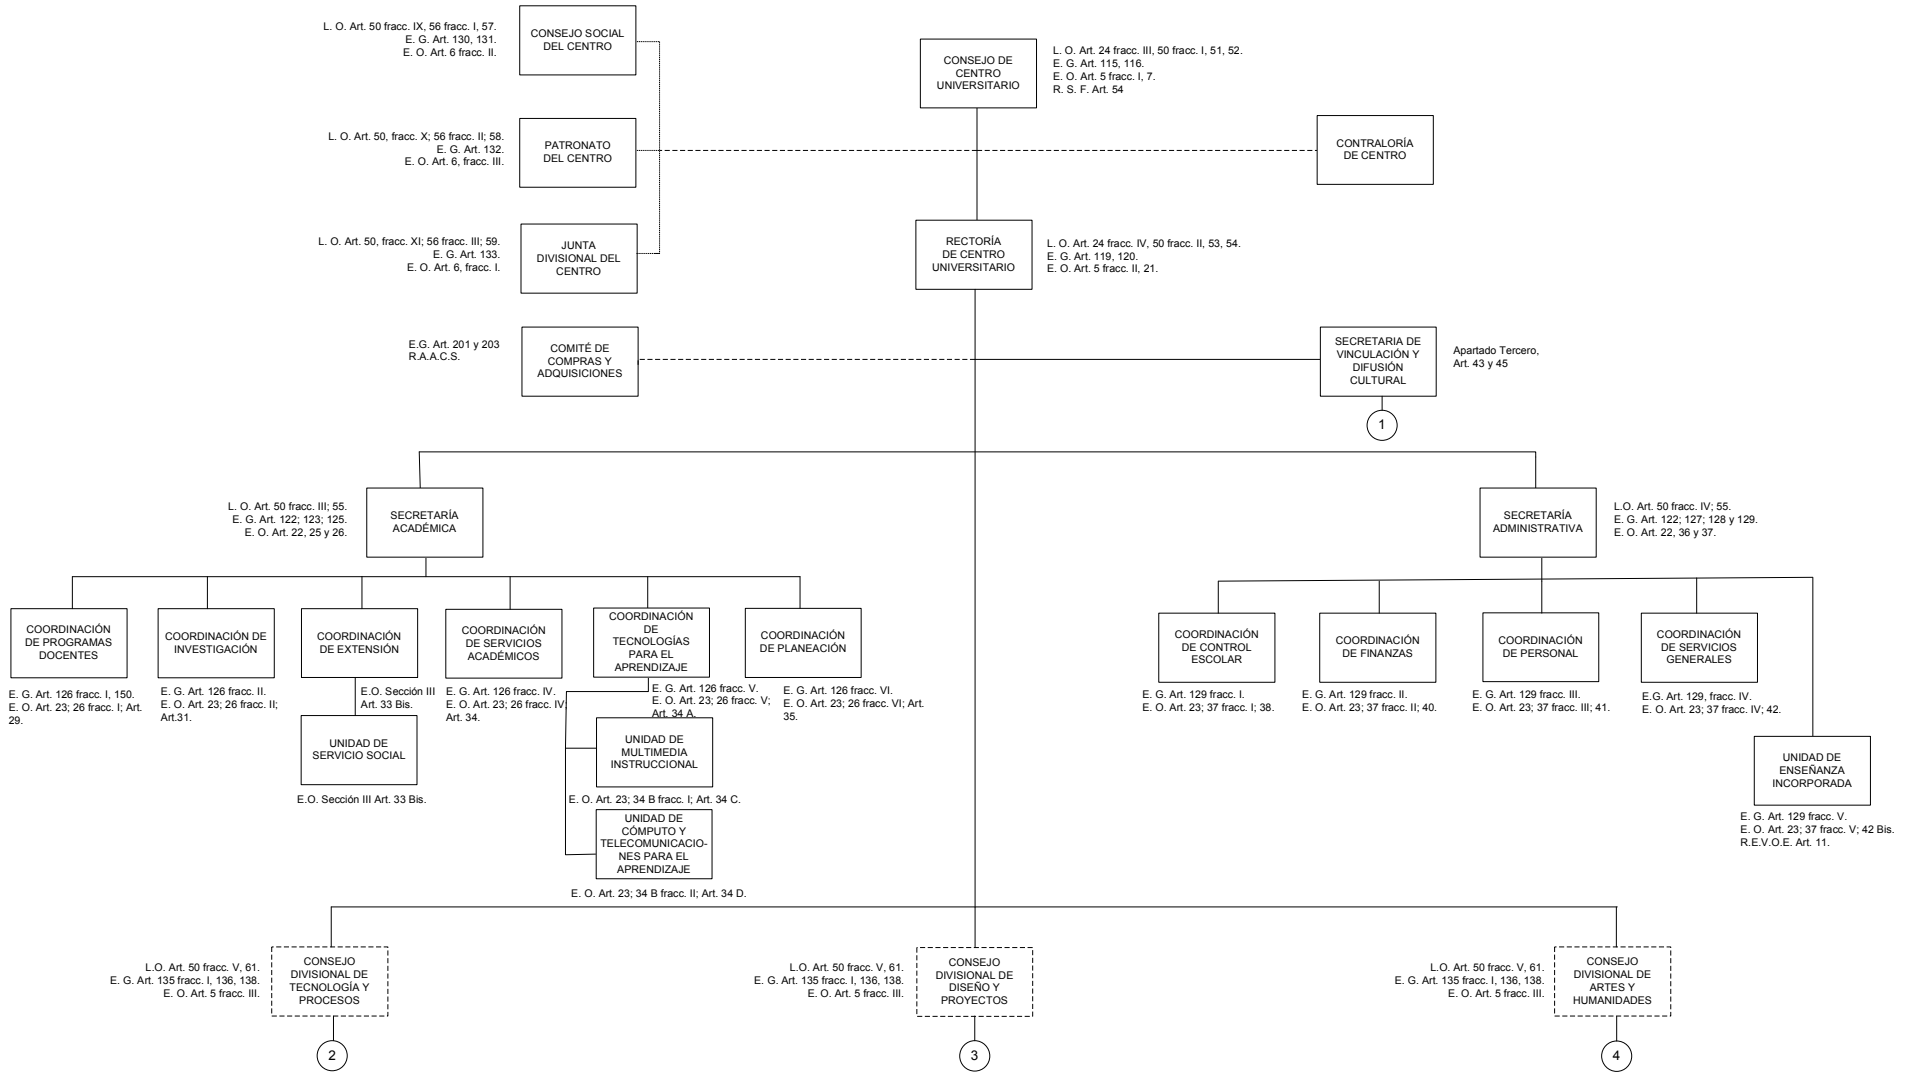 L. O. Art. 50 fracc. IX, 56 fracc. I, 57.
E. G. Art. 130, 131.
E. O. Art. 6 fracc. II.
CONSEJO SOCIAL
DEL CENTRO
CONSEJO DE
CENTRO
UNIVERSITARIO
L. O. Art. 24 fracc. III, 50 fracc. I, 51, 52.
E. G. Art. 115, 116.
E. O. Art. 5 fracc. I, 7.
R. S. F. Art. 54
L. O. Art. 50, fracc. X; 56 fracc. II; 58.
E. G. Art. 132.
E. O. Art. 6, fracc. III.
PATRONATO
DEL CENTRO
CONTRALORÍA
DE CENTRO
L. O. Art. 50, fracc. XI; 56 fracc. III; 59.
E. G. Art. 133.
E. O. Art. 6, fracc. I.
JUNTA
DIVISIONAL DEL
CENTRO
RECTORÍA
DE CENTRO
UNIVERSITARIO
L. O. Art. 24 fracc. IV, 50 fracc. II, 53, 54.
E. G. Art. 119, 120.
E. O. Art. 5 fracc. II, 21.
E.G. Art. 201 y 203
R.A.A.C.S.
COMITÉ DE
COMPRAS Y
ADQUISICIONES
SECRETARIA DE
VINCULACIÓN Y
DIFUSIÓN
CULTURAL
Apartado Tercero,
Art. 43 y 45
1
L. O. Art. 50 fracc. III; 55.
E. G. Art. 122; 123; 125.
E. O. Art. 22, 25 y 26.
SECRETARÍA
ACADÉMICA
SECRETARÍA
ADMINISTRATIVA
L.O. Art. 50 fracc. IV; 55.
E. G. Art. 122; 127; 128 y 129.
E. O. Art. 22, 36 y 37.
COORDINACIÓN
DE PROGRAMAS
DOCENTES
E. G. Art. 126 fracc. I, 150.
E. O. Art. 23; 26 fracc. I; Art.
29.
COORDINACIÓN DE
INVESTIGACIÓN
E. G. Art. 126 fracc. II.
E. O. Art. 23; 26 fracc. II;
Art.31.
COORDINACIÓN
DE EXTENSIÓN
E.O. Sección III
Art. 33 Bis.
UNIDAD DE
SERVICIO SOCIAL
E.O. Sección III Art. 33 Bis.
COORDINACIÓN
DE SERVICIOS
ACADÉMICOS
E. G. Art. 126 fracc. IV.
E. O. Art. 23; 26 fracc. IV;
Art. 34.
COORDINACIÓN
DE
TECNOLOGÍAS
PARA EL
APRENDIZAJE
E. G. Art. 126 fracc. V.
E. O. Art. 23; 26 fracc. V;
Art. 34 A.
UNIDAD DE
MULTIMEDIA
INSTRUCCIONAL
E. O. Art. 23; 34 B fracc. I; Art. 34 C.
UNIDAD DE
CÓMPUTO Y
TELECOMUNICACIO-
NES PARA EL
APRENDIZAJE
E. O. Art. 23; 34 B fracc. II; Art. 34 D.
COORDINACIÓN
DE PLANEACIÓN
E. G. Art. 126 fracc. VI.
E. O. Art. 23; 26 fracc. VI; Art.
35.
COORDINACIÓN
DE CONTROL
ESCOLAR
E. G. Art. 129 fracc. I.
E. O. Art. 23; 37 fracc. I; 38.
COORDINACIÓN
DE FINANZAS
E. G. Art. 129 fracc. II.
E. O. Art. 23; 37 fracc. II; 40.
COORDINACIÓN
DE PERSONAL
E. G. Art. 129 fracc. III.
E. O. Art. 23; 37 fracc. III; 41.
COORDINACIÓN
DE SERVICIOS
GENERALES
E.G. Art. 129, fracc. IV.
E. O. Art. 23; 37 fracc. IV; 42.
UNIDAD DE
ENSEÑANZA
INCORPORADA
E. G. Art. 129 fracc. V.
E. O. Art. 23; 37 fracc. V; 42 Bis.
R.E.V.O.E. Art. 11.
L.O. Art. 50 fracc. V, 61.
E. G. Art. 135 fracc. I, 136, 138.
E. O. Art. 5 fracc. III.
CONSEJO
DIVISIONAL DE
TECNOLOGÍA Y
PROCESOS
2
L.O. Art. 50 fracc. V, 61.
E. G. Art. 135 fracc. I, 136, 138.
E. O. Art. 5 fracc. III.
CONSEJO
DIVISIONAL DE
DISEÑO Y
PROYECTOS
3
L.O. Art. 50 fracc. V, 61.
E. G. Art. 135 fracc. I, 136, 138.
E. O. Art. 5 fracc. III.
CONSEJO
DIVISIONAL DE
ARTES Y
HUMANIDADES
4